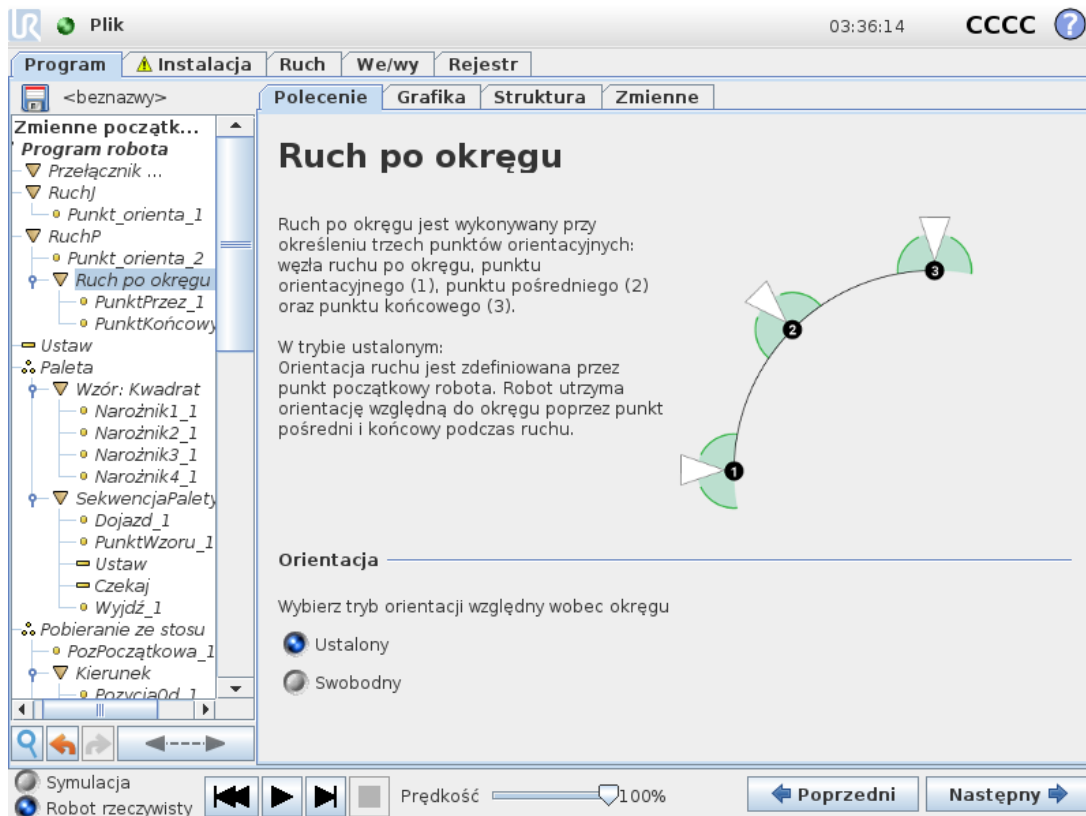 UR Plik 03:36:14 CCCC ?
Program Instalacja Ruch We/wy Rejestr
<beznazwy>
Polecenie Grafika Struktura Zmienne
Zmienne początk...
Program robota
Przełącznik ...
RuchJ
Punkt_orienta_1
RuchP
Punkt_orienta_2
Ruch po okręgu
PunktPrzez_1
PunktKońcowy
Ustaw
Paleta
Wzór: Kwadrat
Narożnik1_1
Narożnik2_1
Narożnik3_1
Narożnik4_1
SekwencjaPalety
Dojazd_1
PunktWzoru_1
Ustaw
Czekaj
Wyjdź_1
Pobieranie ze stosu
PozPoczątkowa_1
Kierunek
PozycjaOd_1
Ruch po okręgu
Ruch po okręgu jest wykonywany przy
określeniu trzech punktów orientacyjnych:
węzła ruchu po okręgu, punktu
orientacyjnego (1), punktu pośredniego (2)
oraz punktu końcowego (3).
W trybie ustalonym:
Orientacja ruchu jest zdefiniowana przez
punkt początkowy robota. Robot utrzyma
orientację względną do okręgu poprzez punkt
pośredni i końcowy podczas ruchu.
3
2
1
Orientacja
Wybierz tryb orientacji względny wobec okręgu
Ustalony
Swobodny
Symulacja
Robot rzeczywisty
Prędkość 100%
Poprzedni
Następny